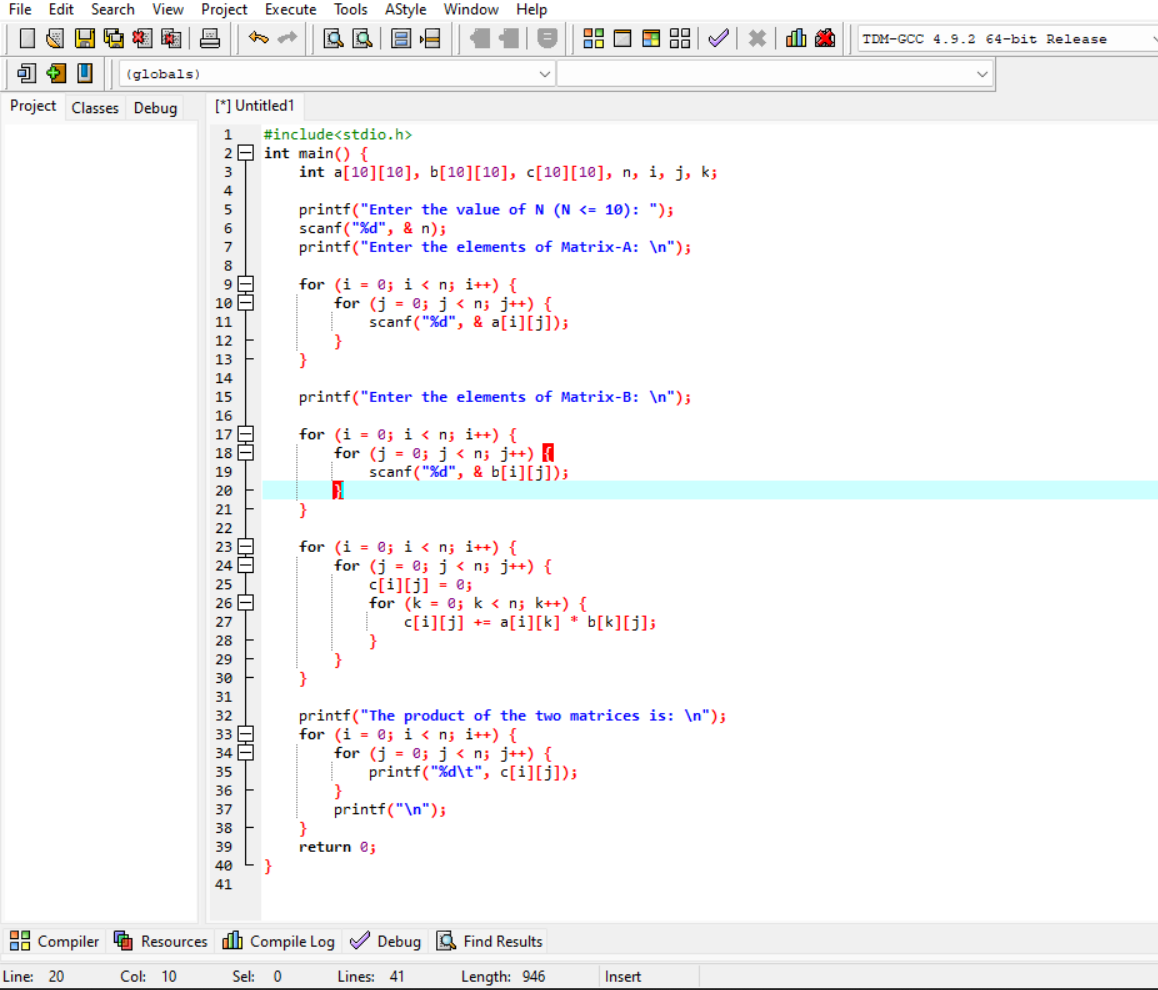 File Edit Search View Project Execute Tools AStyle Window Help
TDM-GCC 4.9.2 64-bit Release
(globals)
Project Classes Debug [*] Untitled1
1 #include<stdio.h>
2 int main() {
3     int a[10][10], b[10][10], c[10][10], n, i, j, k;
4
5     printf("Enter the value of N (N <= 10): ");
6     scanf("%d", & n);
7     printf("Enter the elements of Matrix-A: \n");
8
9     for (i = 0; i < n; i++) {
10         for (j = 0; j < n; j++) {
11             scanf("%d", & a[i][j]);
12         }
13     }
14
15     printf("Enter the elements of Matrix-B: \n");
16
17     for (i = 0; i < n; i++) {
18         for (j = 0; j < n; j++) {
19             scanf("%d", & b[i][j]);
20         }
21     }
22
23     for (i = 0; i < n; i++) {
24         for (j = 0; j < n; j++) {
25             c[i][j] = 0;
26             for (k = 0; k < n; k++) {
27                 c[i][j] += a[i][k] * b[k][j];
28             }
29         }
30     }
31
32     printf("The product of the two matrices is: \n");
33     for (i = 0; i < n; i++) {
34         for (j = 0; j < n; j++) {
35             printf("%d\t", c[i][j]);
36         }
37         printf("\n");
38     }
39     return 0;
40 }
41
Compiler Resources Compile Log Debug Find Results
Line: 20 Col: 10 Sel: 0 Lines: 41 Length: 946 Insert